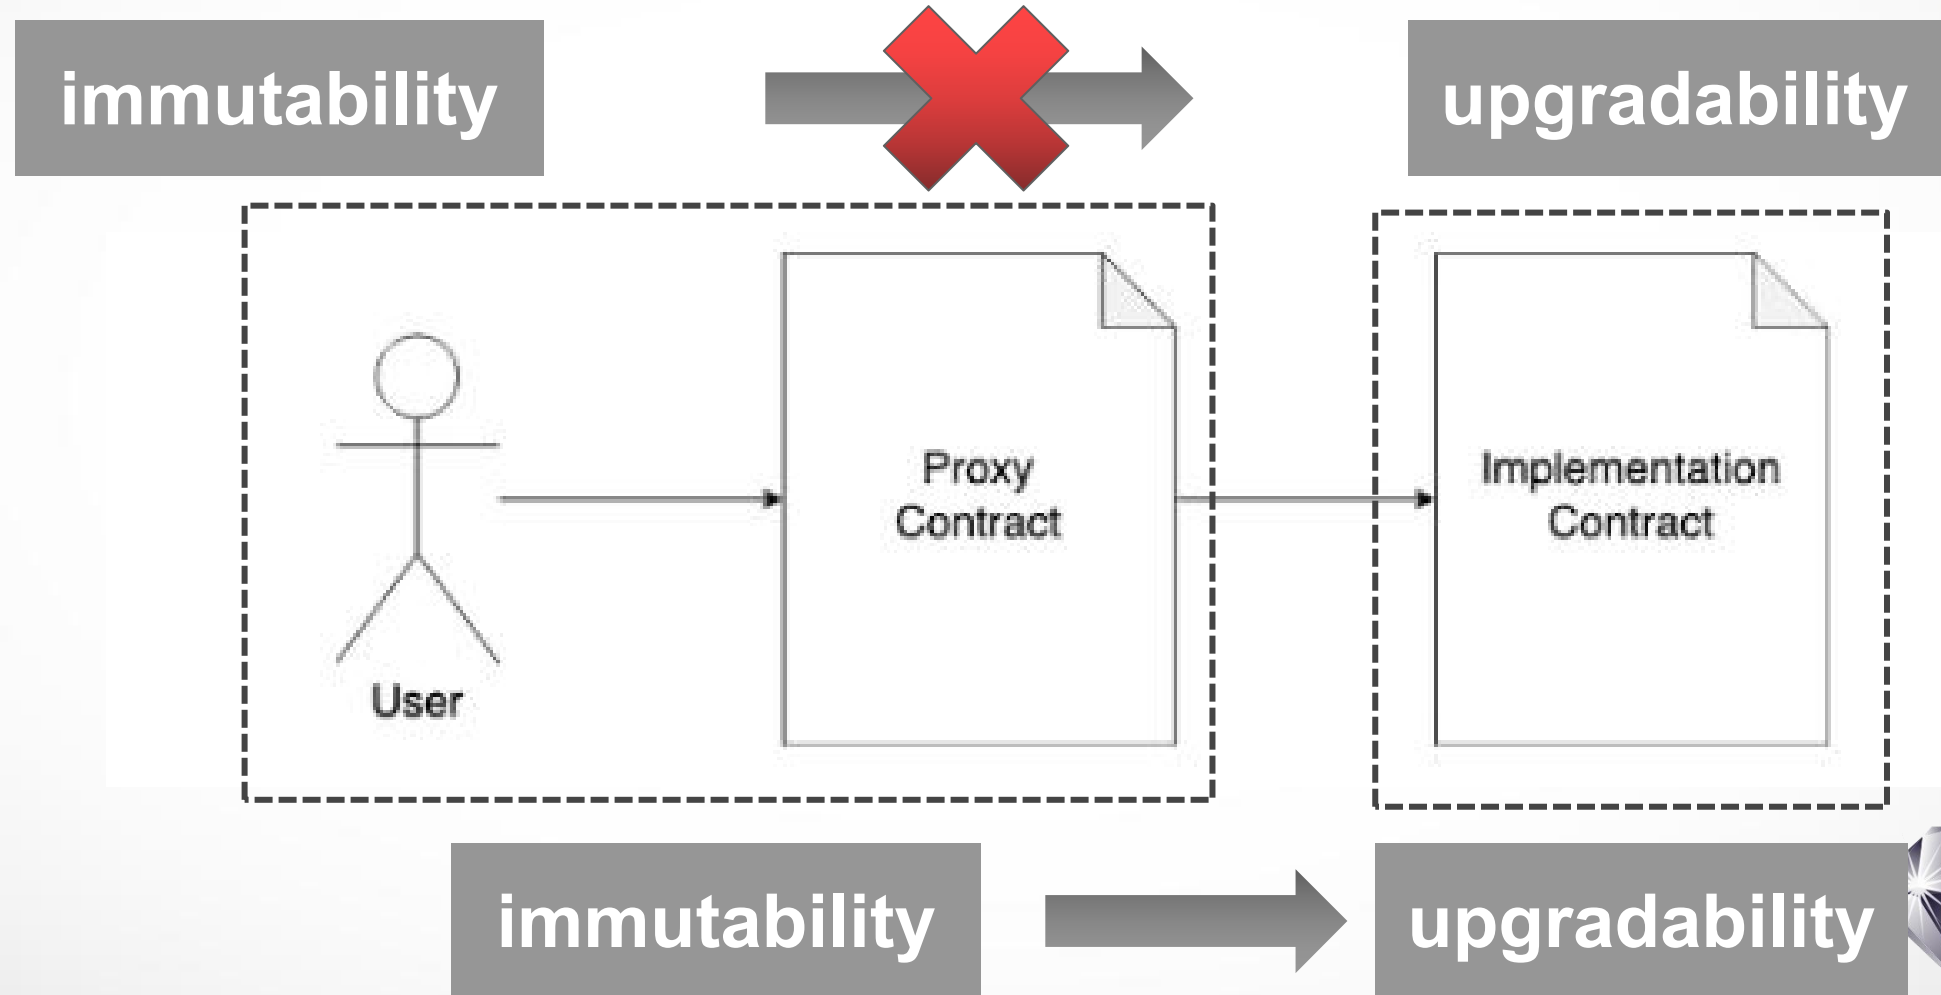 immutability
upgradability
Proxy
Contract
Implementation
Contract
User
immutability
upgradability